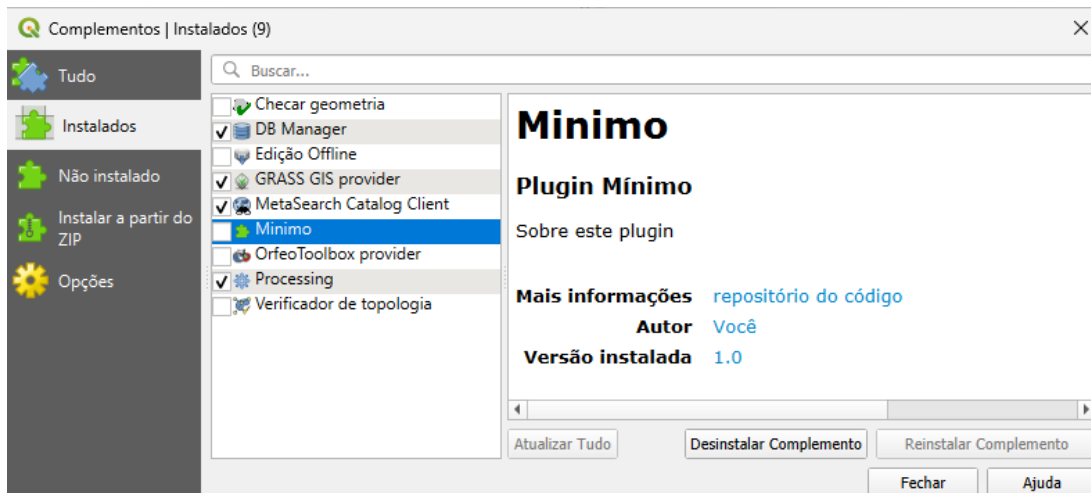 Complementos | Instalados (9)
Buscar...
Tudo
Instalados
Não instalado
Instalar a partir do
ZIP
Opções
Checar geometria
DB Manager
Edição Offline
GRASS GIS provider
MetaSearch Catalog Client
Minimo
OrfeoToolbox provider
Processing
Verificador de topologia
Minimo
Plugin Mínimo
Sobre este plugin
Mais informações repositório do código
Autor Você
Versão instalada 1.0
Atualizar Tudo Desinstalar Complemento Reinstalar Complemento
Fechar Ajuda